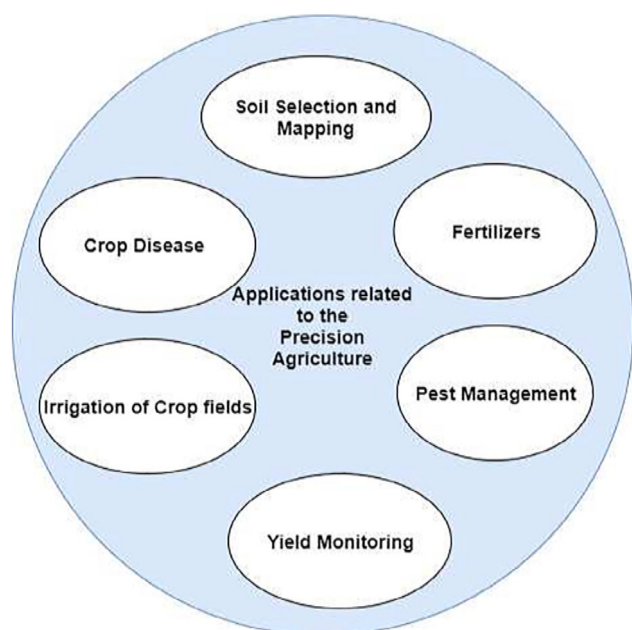 Soil Selection and
Mapping
Crop Disease
Fertilizers
Applications related
to the
Precision
Agriculture
Irrigation of Crop fields
Pest Management
Yield Monitoring